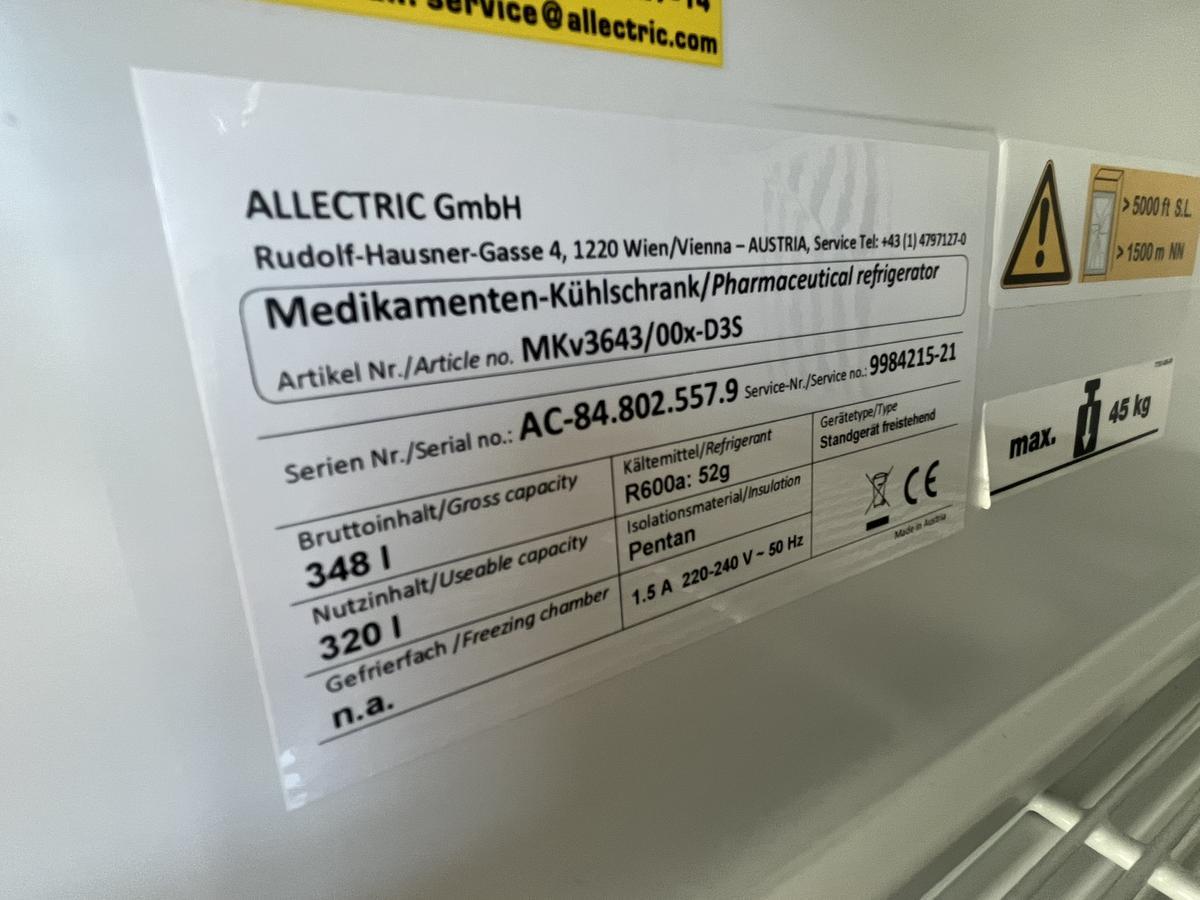 service@allectric.com
ALLECTRIC GmbH
Rudolf-Hausner-Gasse 4, 1220 Wien/Vienna – AUSTRIA, Service Tel: +43 (1) 4797127-0
Medikamenten-Kühlschrank/Pharmaceutical refrigerator
Artikel Nr./Article no. MKv3643/00x-D3S
Serien Nr./Serial no.: AC-84.802.557.9 Service-Nr./Service no.: 9984215-21
Bruttoinhalt/Gross capacity
348 l
Nutzinhalt/Useable capacity
320 l
Gefrierfach /Freezing chamber
n.a.
Kältemittel/Refrigerant
R600a: 52g
Isolationsmaterial/Insulation
Pentan
1.5 A 220-240 V ~ 50 Hz
Gerätetype/Type
Standgerät freistehend
CE
Made in Austria
> 5000 ft S.L.
> 1500 m NN
max. 45 kg